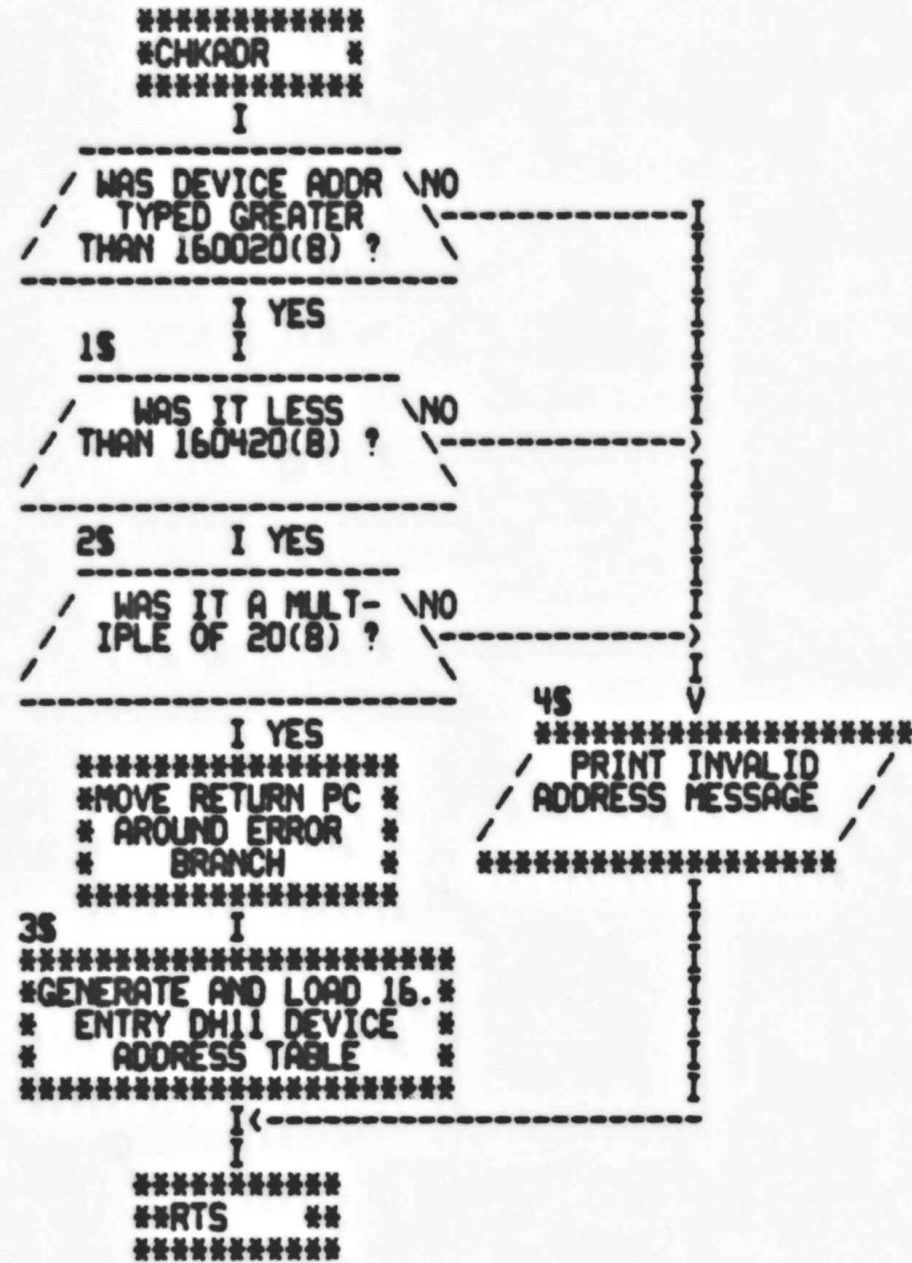 ************
*CHKADR    *
************
I
-----------------
/ WAS DEVICE ADDR \NO
/ TYPED GREATER \-------------I
/ THAN 160020(8) ? \ I
-----------------------
I YES
1$ I
-----------------
/ WAS IT LESS \NO
/ THAN 160420(8) ? \------------->
-----------------------
2$ I YES
-----------------
/ WAS IT A MULT- \NO
/ IPLE OF 20(8) ? \------------->
-----------------------
4$ V
I YES
*******************
/ PRINT INVALID /
/ ADDRESS MESSAGE /
*******************
*****************
*MOVE RETURN PC *
* AROUND ERROR *
* BRANCH *
*****************
3$ I
***********************
*GENERATE AND LOAD 16.*
* ENTRY DH11 DEVICE *
* ADDRESS TABLE *
***********************
I<-----------------------
I
***********
**RTS    **
***********